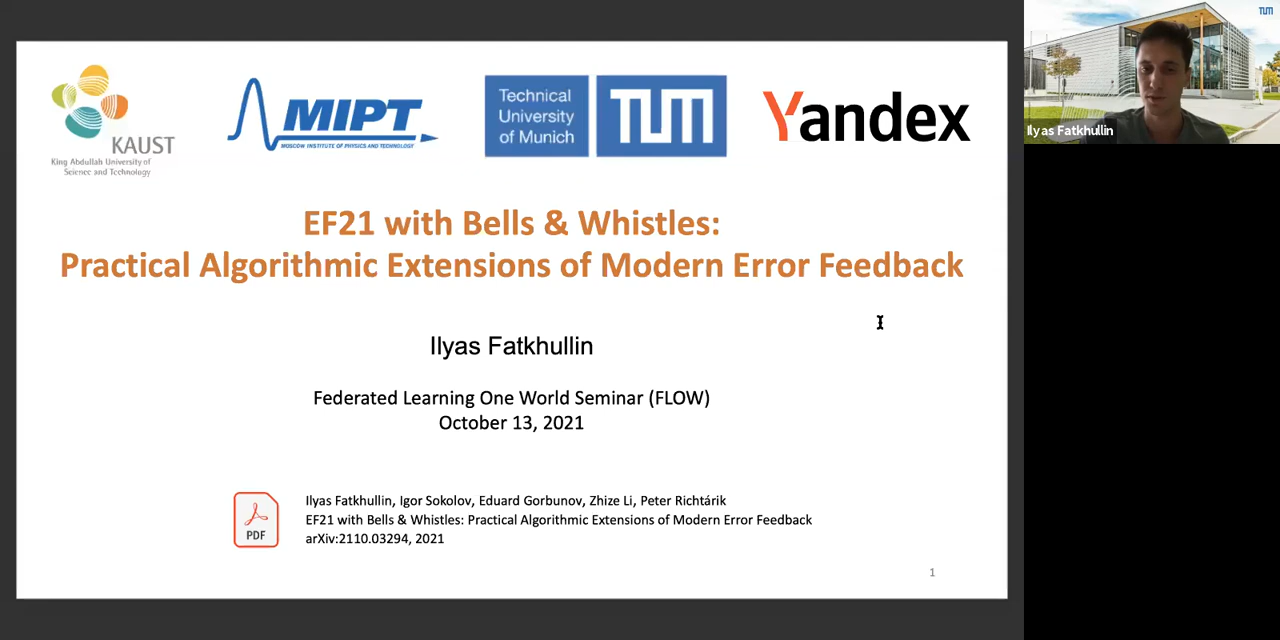 KAUST
King Abdullah University of
Science and Technology
MIPT
MOSCOW INSTITUTE OF PHYSICS AND TECHNOLOGY
Technical
University
of Munich
TUM
Yandex
TUM
Ilyas Fatkhullin
EF21 with Bells & Whistles:
Practical Algorithmic Extensions of Modern Error Feedback
Ilyas Fatkhullin
Federated Learning One World Seminar (FLOW)
October 13, 2021
PDF
Ilyas Fatkhullin, Igor Sokolov, Eduard Gorbunov, Zhize Li, Peter Richtárik
EF21 with Bells & Whistles: Practical Algorithmic Extensions of Modern Error Feedback
arXiv:2110.03294, 2021
1